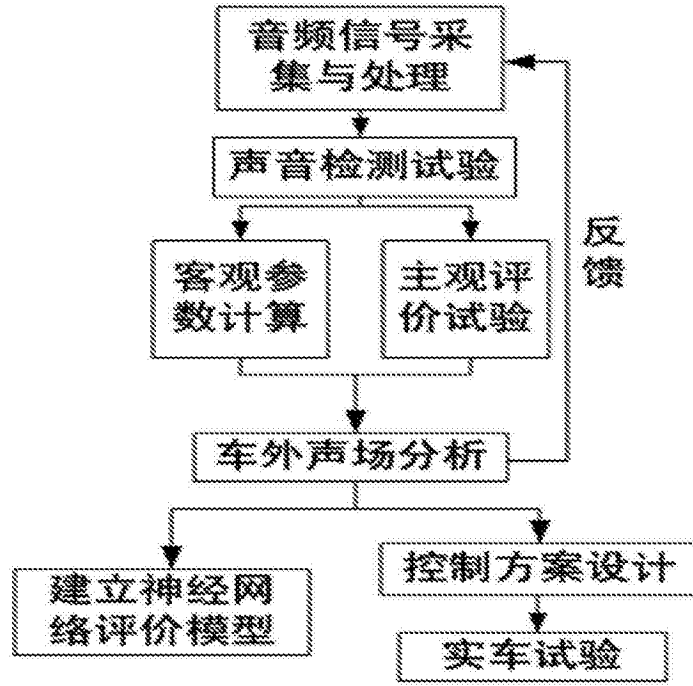 音频信号采
集与处理
声音检测试验
客观参
数计算
主观评
价试验
反
馈
车外声场分析
建立神经网
络评价模型
控制方案设计
实车试验